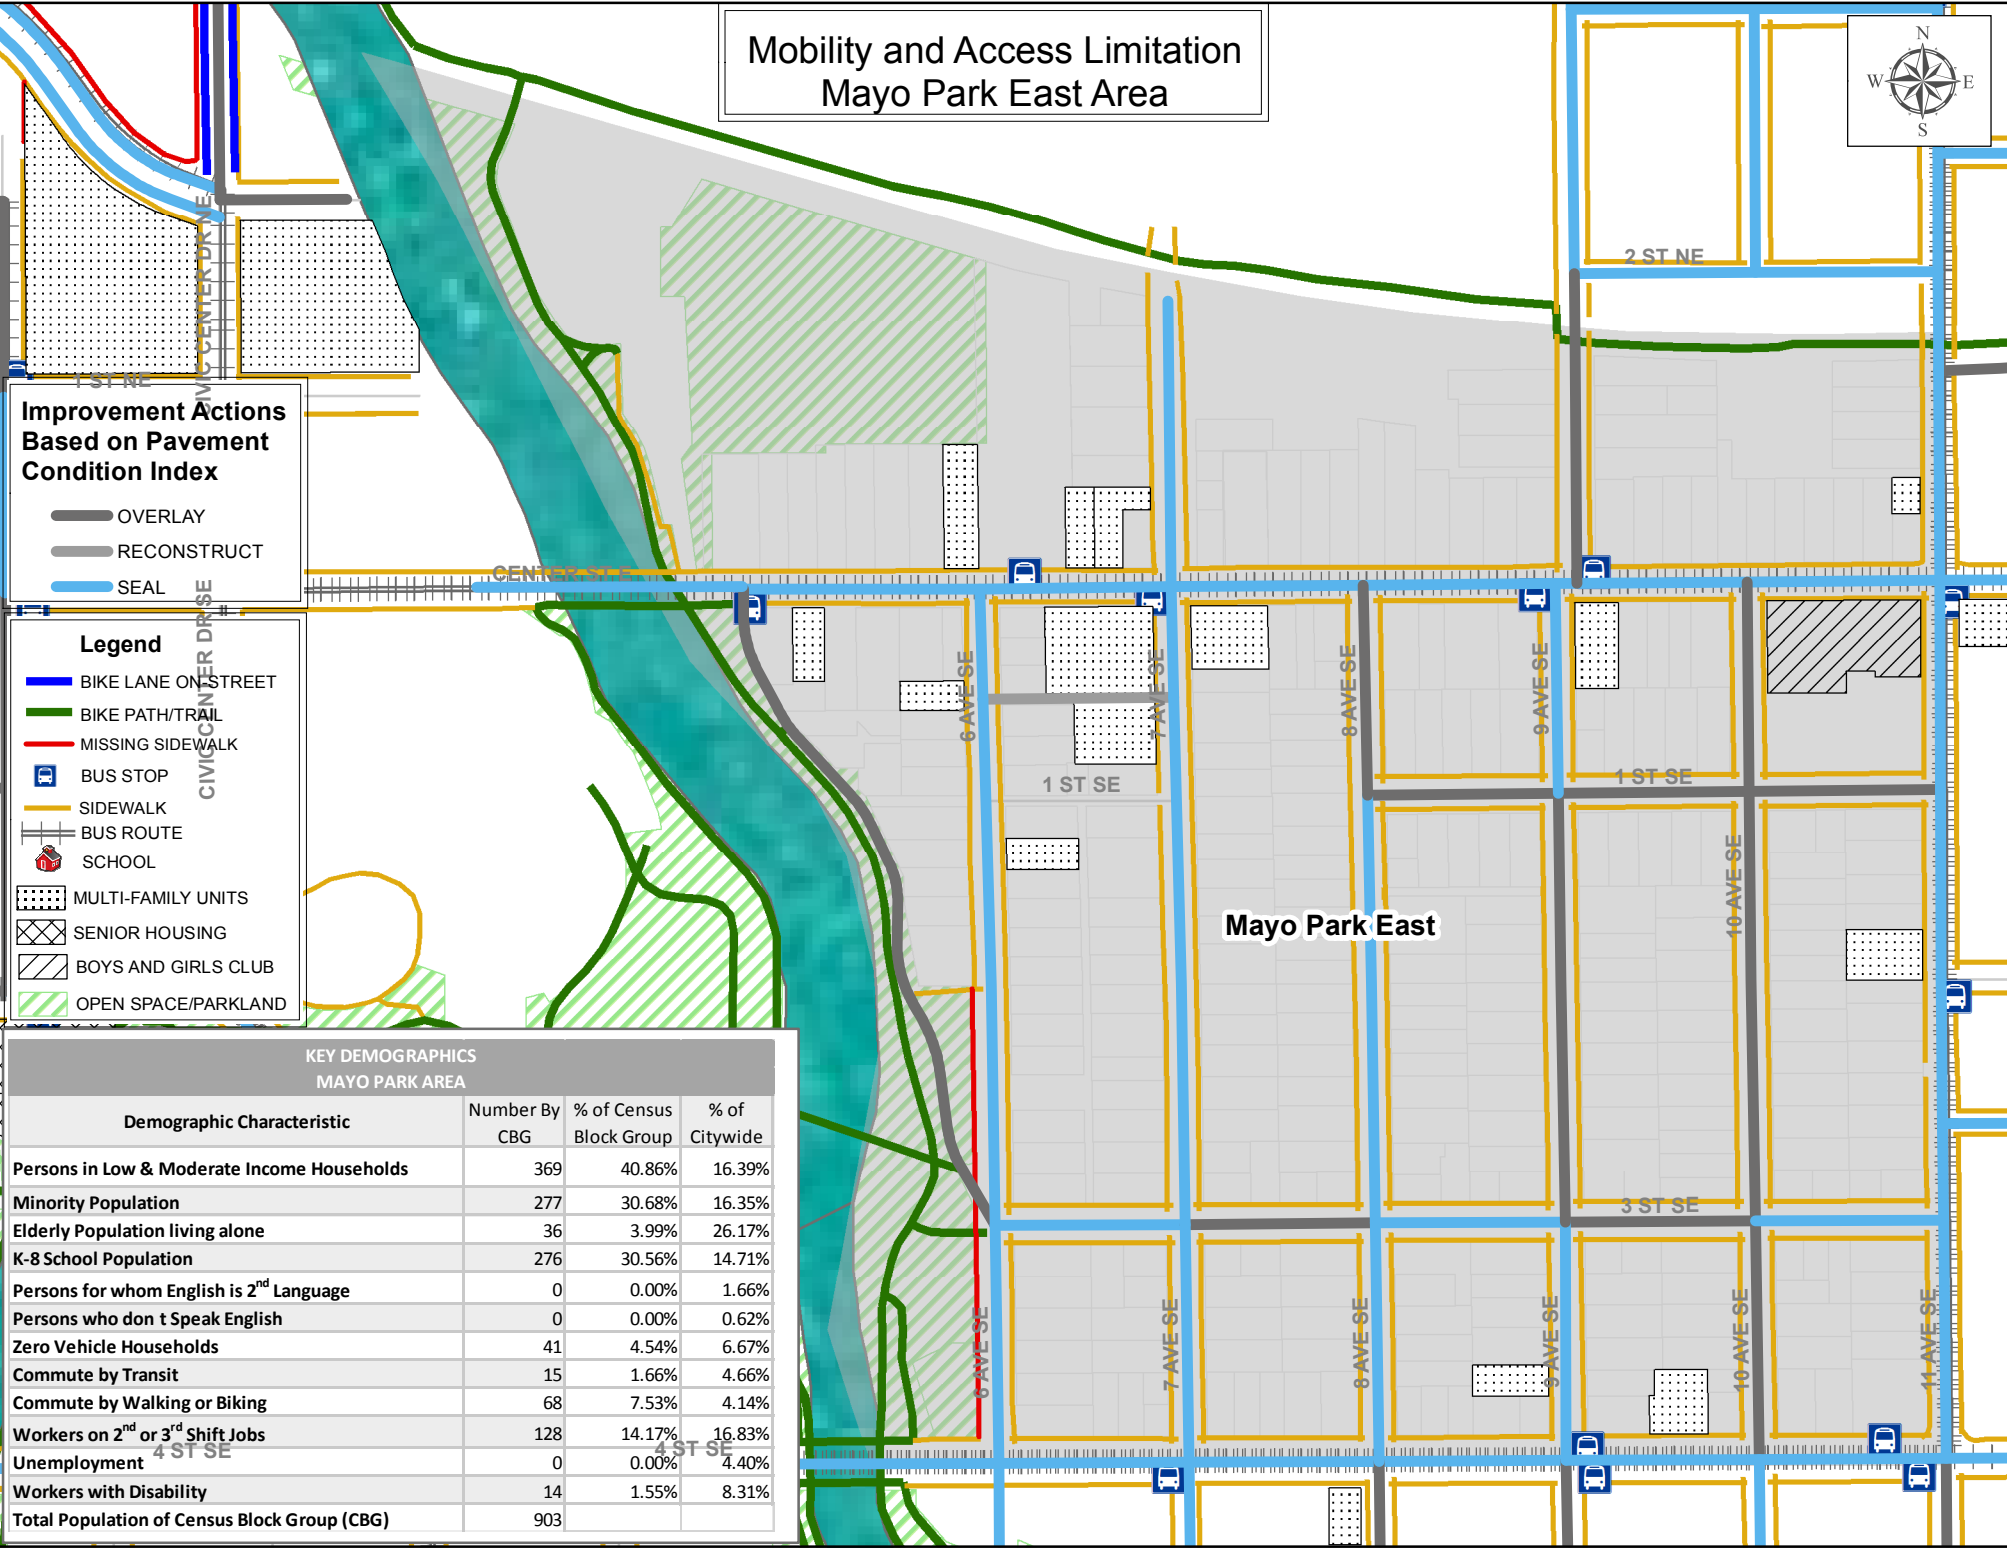 Mobility and Access Limitation
Mayo Park East Area
N
W
E
S
2 ST NE
CIVIC CENTER DR NE
1 ST NE
Improvement Actions
Based on Pavement
Condition Index
OVERLAY
RECONSTRUCT
SEAL
CENTER ST E
CIVIC CENTER DR SE
Legend
BIKE LANE ON-STREET
BIKE PATH/TRAIL
MISSING SIDEWALK
BUS STOP
SIDEWALK
BUS ROUTE
SCHOOL
MULTI-FAMILY UNITS
SENIOR HOUSING
BOYS AND GIRLS CLUB
OPEN SPACE/PARKLAND
6 AVE SE
7 AVE SE
8 AVE SE
9 AVE SE
1 ST SE
1 ST SE
10 AVE SE
Mayo Park East
3 ST SE
6 AVE SE
7 AVE SE
8 AVE SE
9 AVE SE
10 AVE SE
11 AVE SE
KEY DEMOGRAPHICS
MAYO PARK AREA
Demographic Characteristic Number By CBG % of Census Block Group % of Citywide
Persons in Low & Moderate Income Households 369 40.86% 16.39%
Minority Population 277 30.68% 16.35%
Elderly Population living alone 36 3.99% 26.17%
K-8 School Population 276 30.56% 14.71%
Persons for whom English is 2nd Language 0 0.00% 1.66%
Persons who don t Speak English 0 0.00% 0.62%
Zero Vehicle Households 41 4.54% 6.67%
Commute by Transit 15 1.66% 4.66%
Commute by Walking or Biking 68 7.53% 4.14%
Workers on 2nd or 3rd Shift Jobs 128 14.17% 16.83%
4 ST SE
4 ST SE
Unemployment 0 0.00% 4.40%
Workers with Disability 14 1.55% 8.31%
Total Population of Census Block Group (CBG) 903